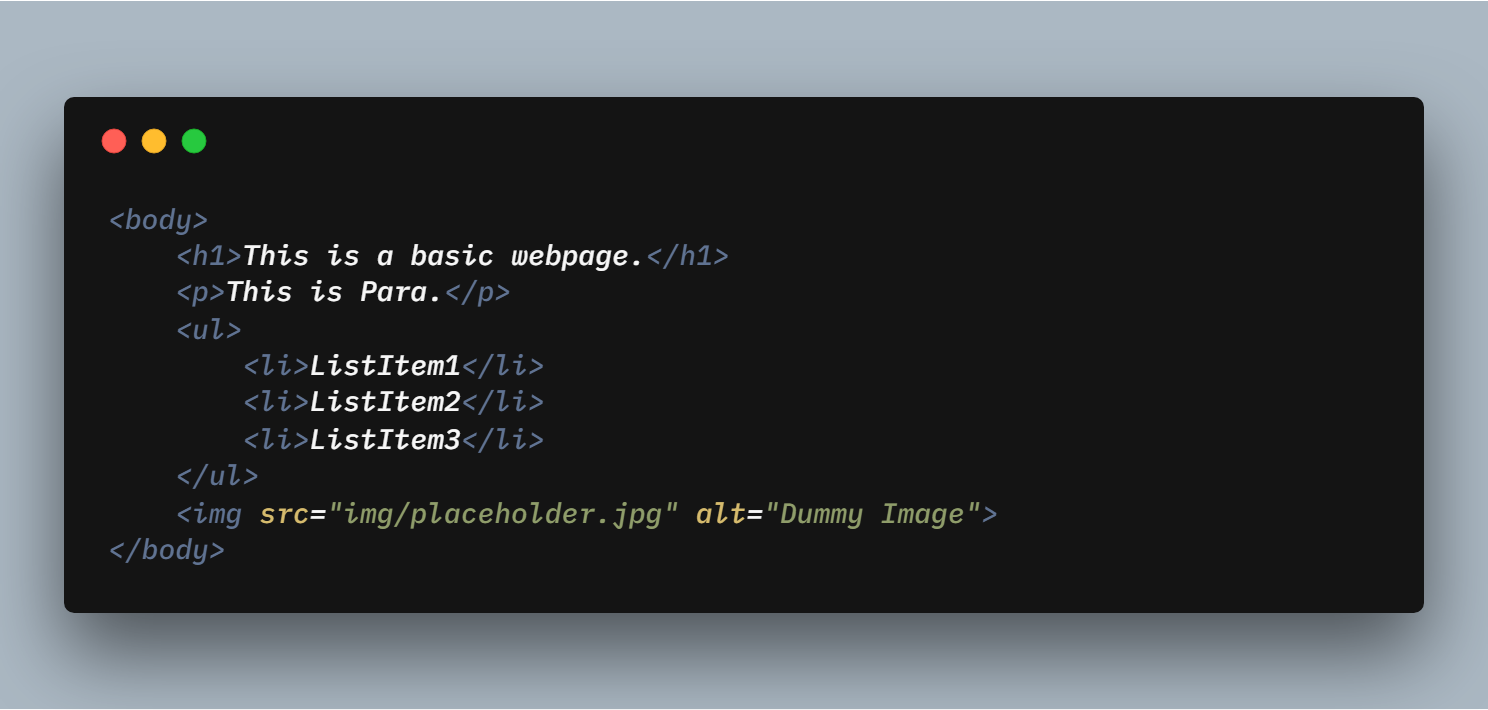 <body>
    <h1>This is a basic webpage.</h1>
    <p>This is Para.</p>
    <ul>
        <li>ListItem1</li>
        <li>ListItem2</li>
        <li>ListItem3</li>
    </ul>
    <img src="img/placeholder.jpg" alt="Dummy Image">
</body>